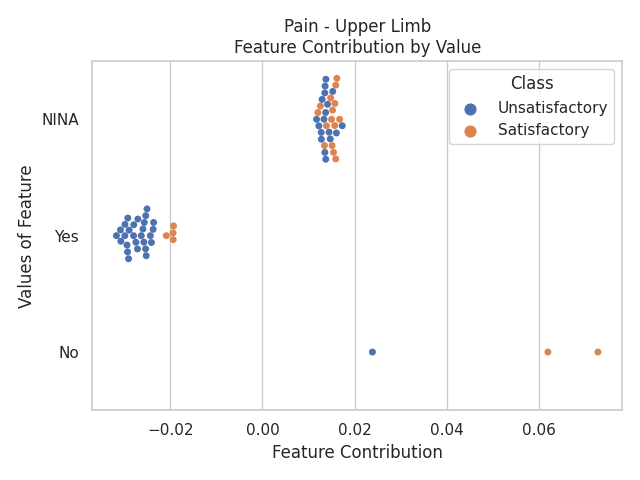 Pain - Upper Limb
Feature Contribution by Value
Class
Unsatisfactory
Satisfactory
Values of Feature
NINA
Yes
No
−0.02 0.00 0.02 0.04 0.06
Feature Contribution